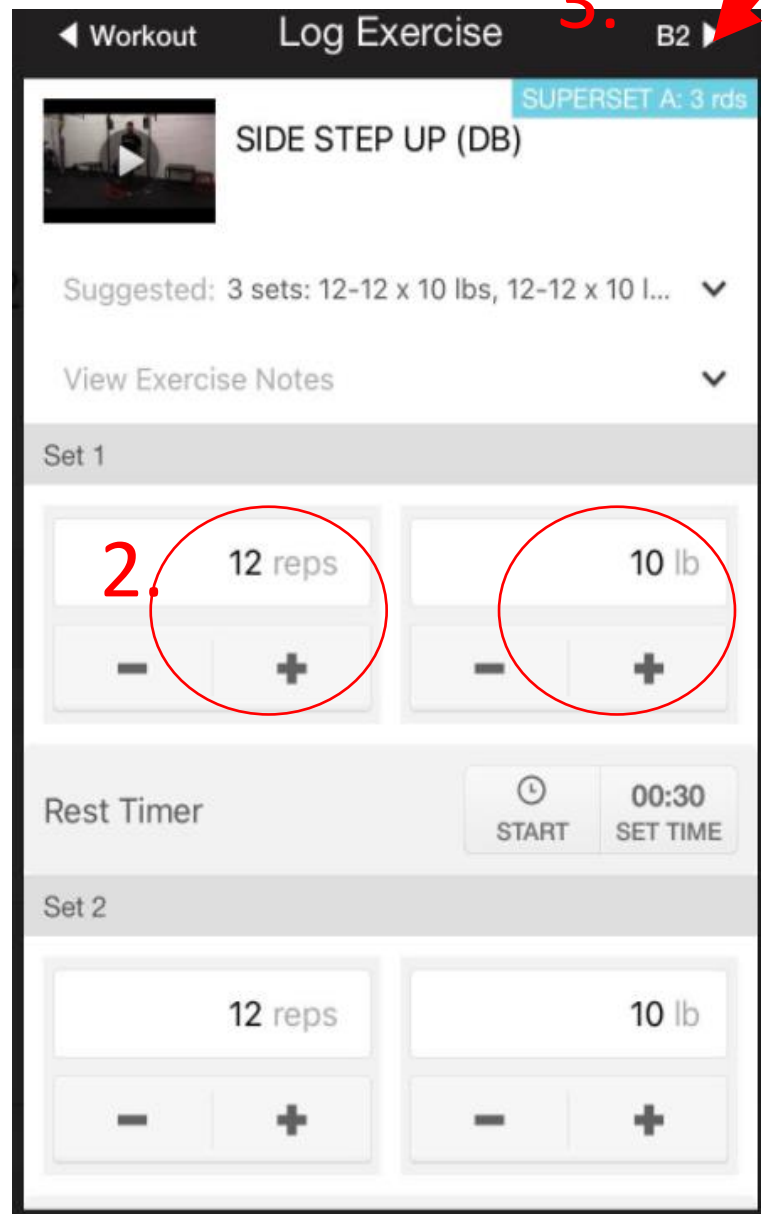 3.
Workout Log Exercise B2
SUPERSET A: 3 rds
SIDE STEP UP (DB)
Suggested: 3 sets: 12-12 x 10 lbs, 12-12 x 10 l...
View Exercise Notes
Set 1
2. 12 reps 10 lb
− + − +
Rest Timer START 00:30 SET TIME
Set 2
12 reps 10 lb
− + − +